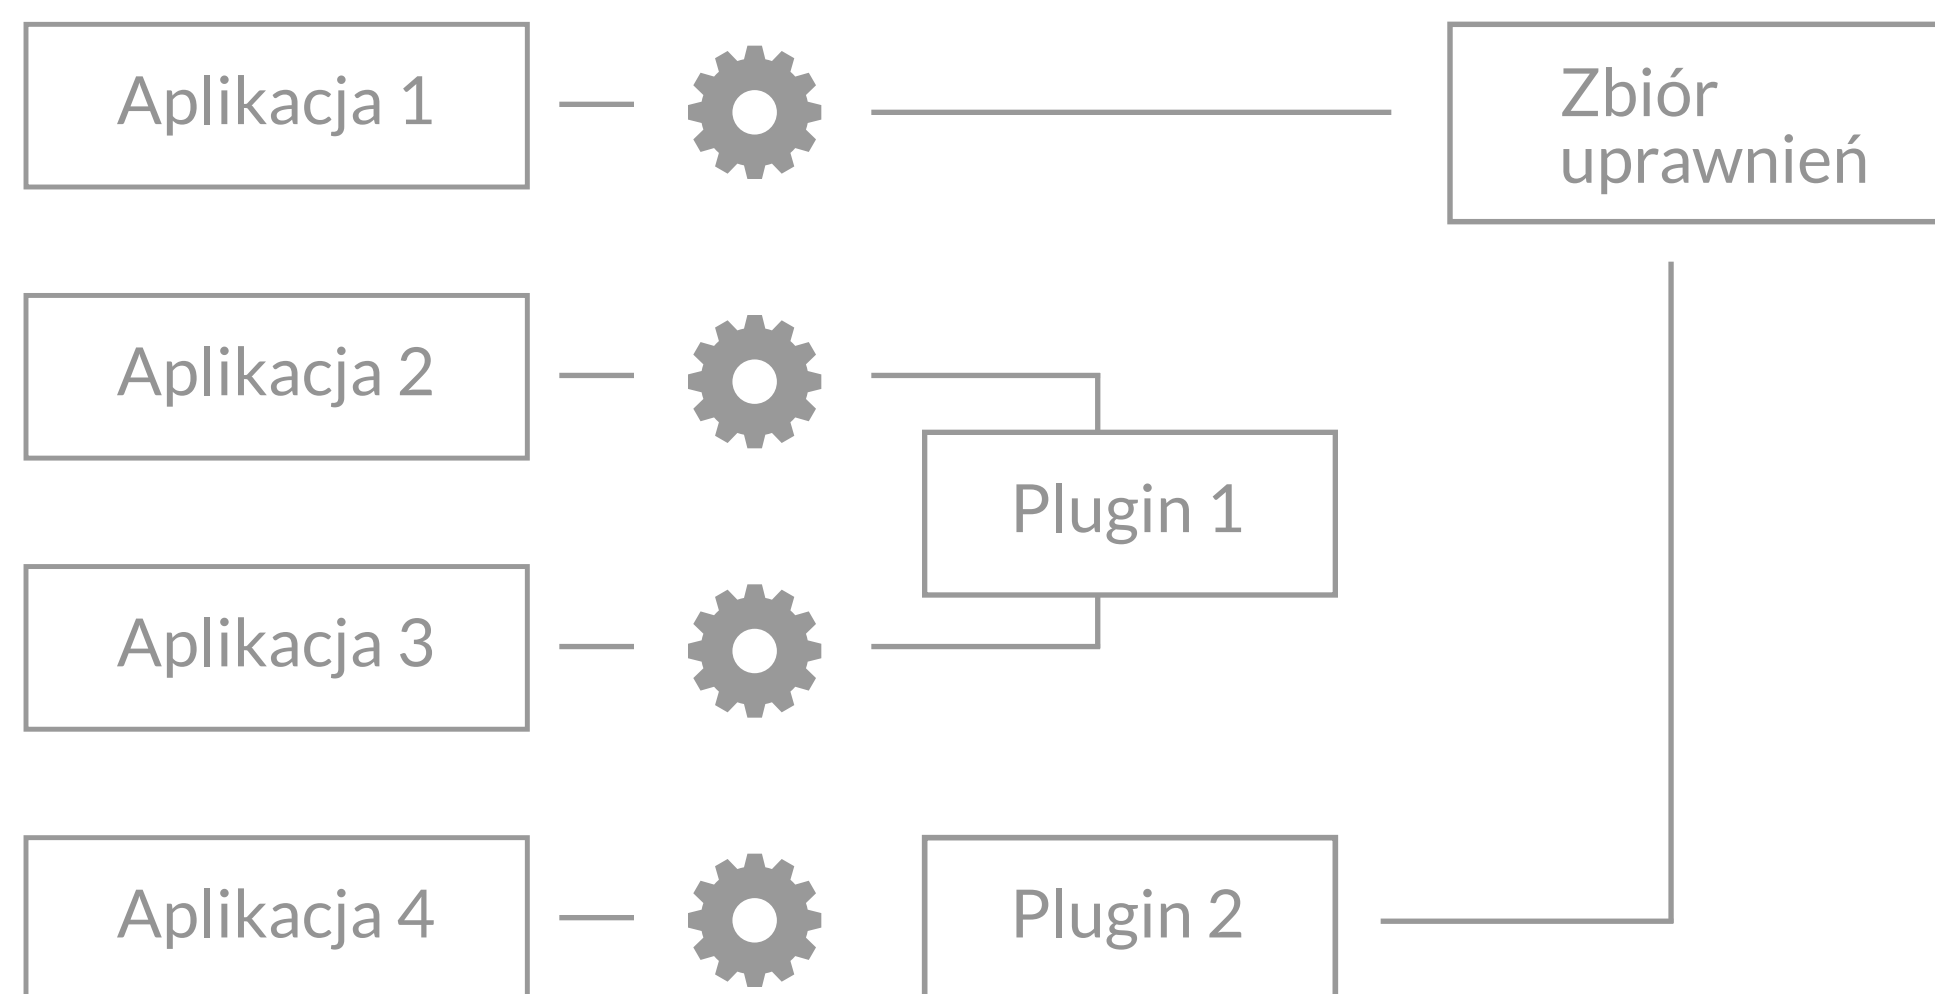 Aplikacja 1
Zbiór
uprawnień
Aplikacja 2
Plugin 1
Aplikacja 3
Aplikacja 4
Plugin 2